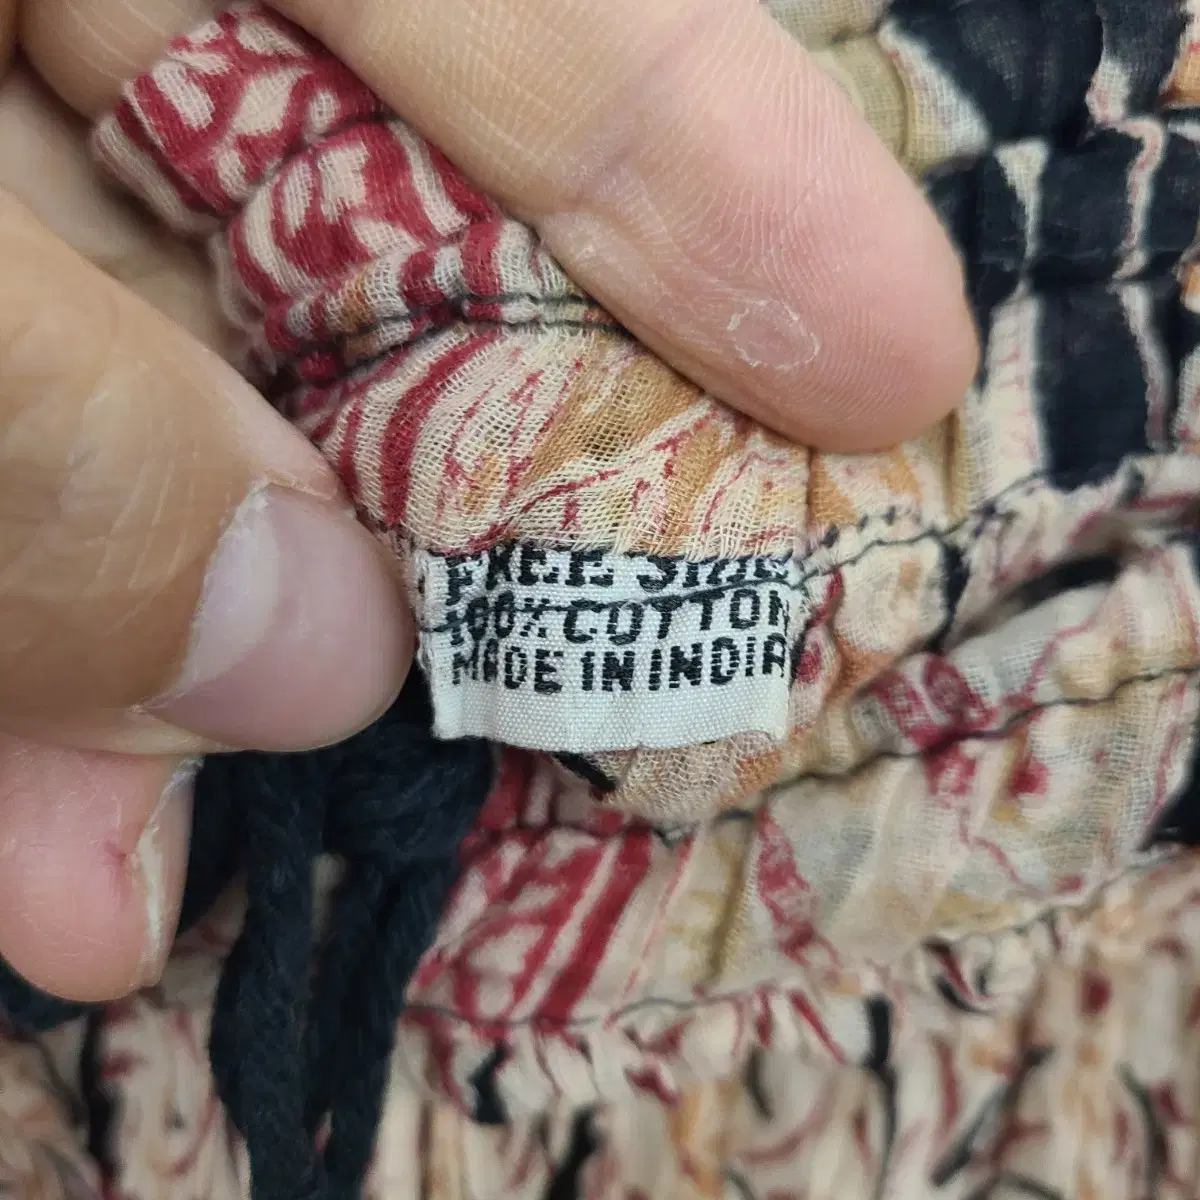 FREE SIZE
100% COTTON
MADE IN INDIA